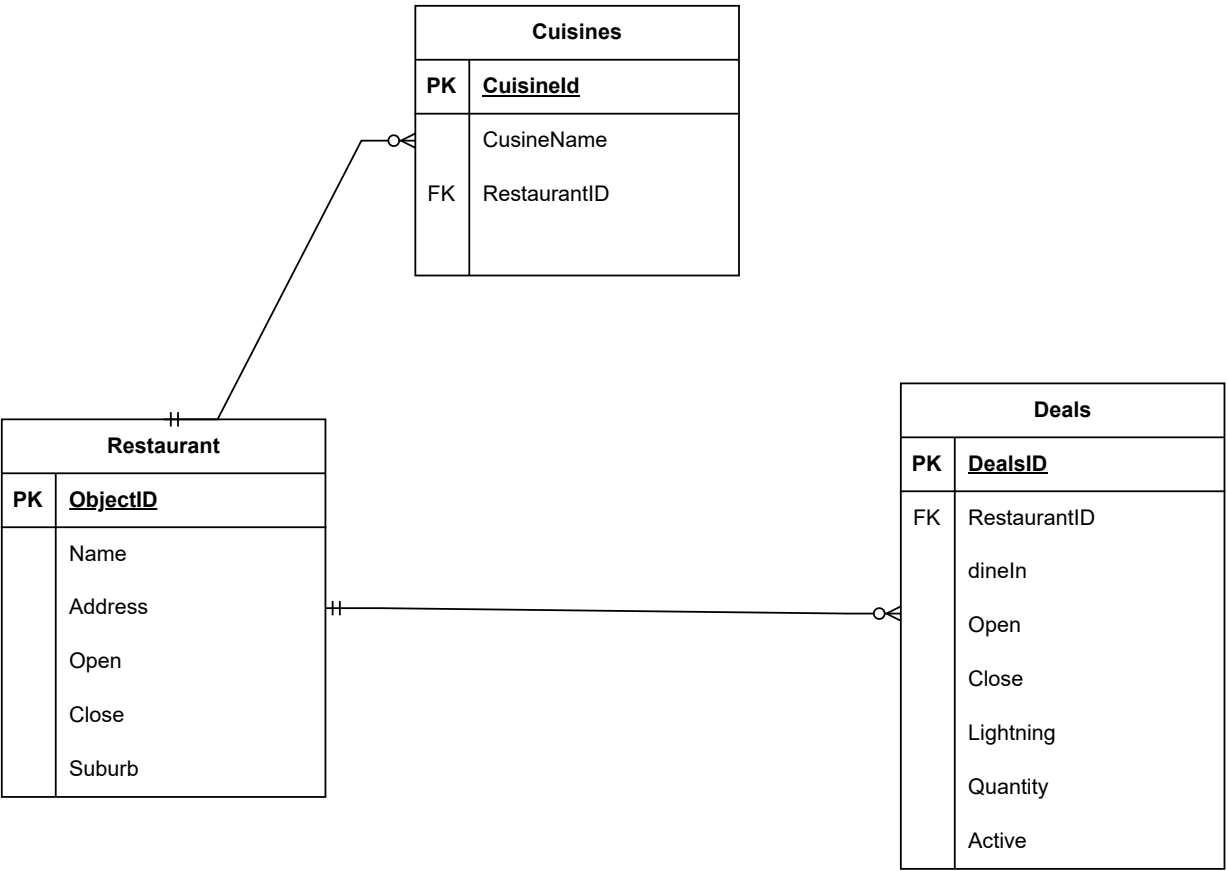 Cuisines
PK CuisineId
CusineName
FK RestaurantID
Restaurant
PK ObjectID
Name
Address
Open
Close
Suburb
Deals
PK DealsID
FK RestaurantID
dineIn
Open
Close
Lightning
Quantity
Active